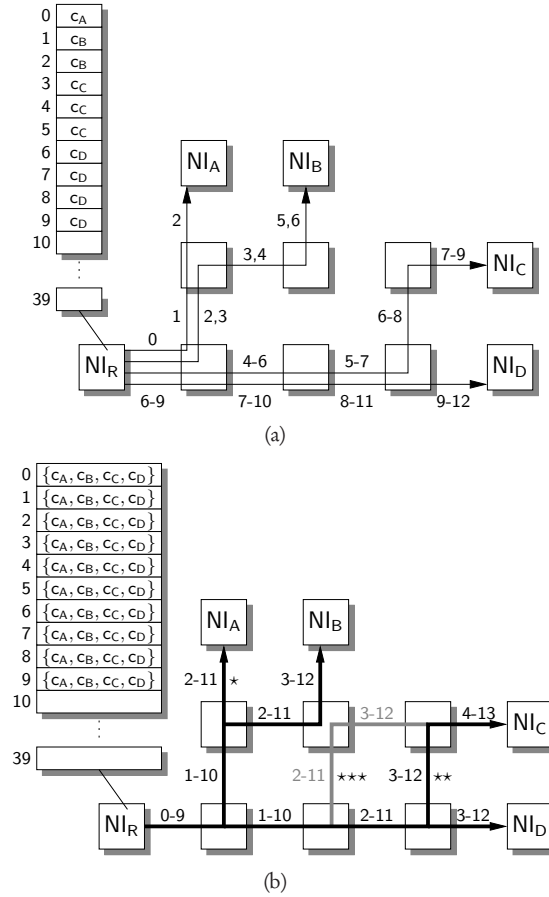 0 c_A
1 c_B
2 c_B
3 c_C
4 c_C
5 c_C
6 c_D
7 c_D
8 c_D
9 c_D
10
⋮
39
NI_A NI_B
2 5,6
3,4 7-9 NI_C
1 2,3 6-8
0
NI_R 4-6 5-7 NI_D
6-9 7-10 8-11 9-12
(a)
0 {c_A, c_B, c_C, c_D}
1 {c_A, c_B, c_C, c_D}
2 {c_A, c_B, c_C, c_D}
3 {c_A, c_B, c_C, c_D}
4 {c_A, c_B, c_C, c_D}
5 {c_A, c_B, c_C, c_D}
6 {c_A, c_B, c_C, c_D}
7 {c_A, c_B, c_C, c_D}
8 {c_A, c_B, c_C, c_D}
9 {c_A, c_B, c_C, c_D}
10
⋮
39
NI_A NI_B
2-11 ⋆ 3-12
2-11 3-12 4-13 NI_C
1-10 2-11 ⋆⋆⋆ 3-12 ⋆⋆
NI_R 0-9 1-10 2-11 3-12 NI_D
(b)